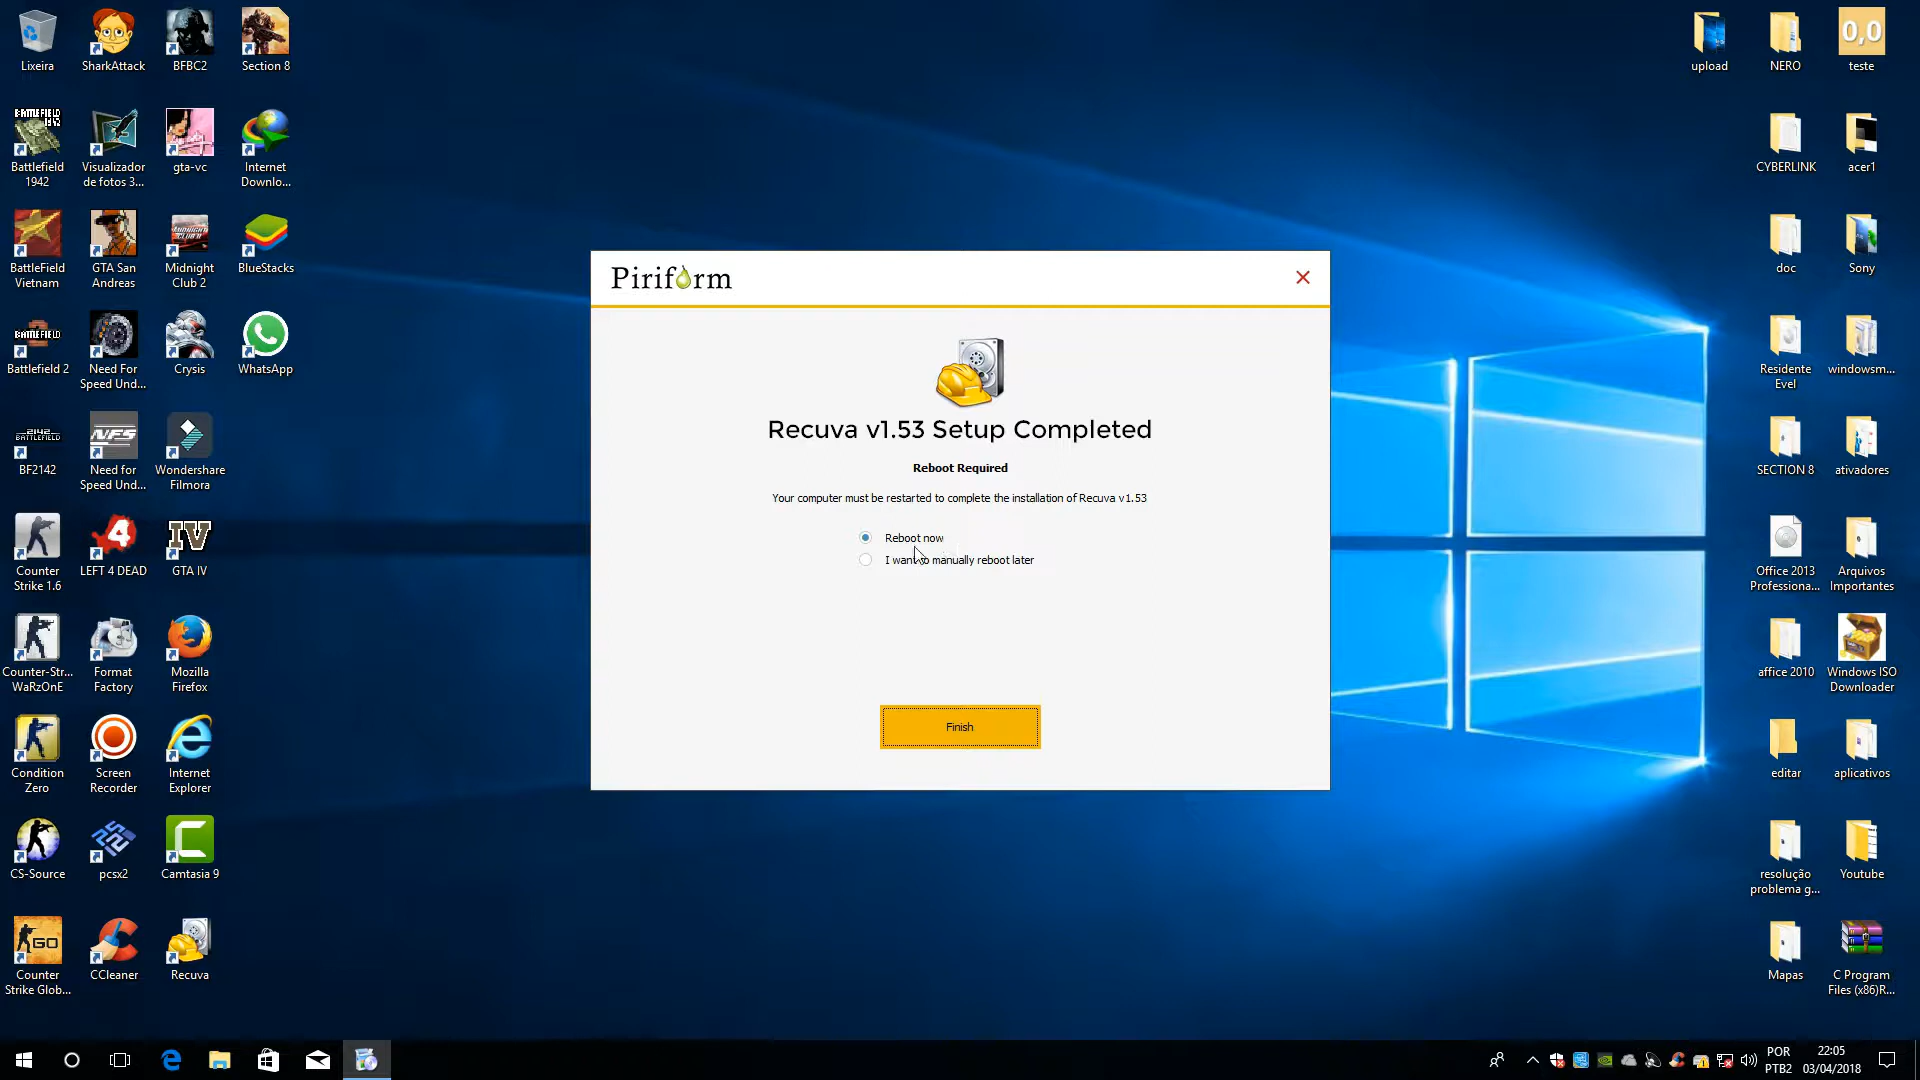 Lixeira
SharkAttack
BFBC2
Section 8
Battlefield
1942
Visualizador
de fotos 3...
gta-vc
Internet
Downlo...
BattleField
Vietnam
GTA San
Andreas
Midnight
Club 2
BlueStacks
Battlefield 2
Need For
Speed Und...
Crysis
WhatsApp
BF2142
Need for
Speed Und...
Wondershare
Filmora
Counter
Strike 1.6
LEFT 4 DEAD
IV
GTA IV
Counter-Str...
WaRzOnE
Format
Factory
Mozilla
Firefox
Condition
Zero
Screen
Recorder
Internet
Explorer
CS-Source
pcsx2
Camtasia 9
GO
Counter
Strike Glob...
CCleaner
Recuva
Piriform
Recuva v1.53 Setup Completed
Reboot Required
Your computer must be restarted to complete the installation of Recuva v1.53
Reboot now
I want to manually reboot later
Finish
upload
NERO
0,0
teste
CYBERLINK
acer1
doc
Sony
Residente
Evel
windowsm...
SECTION 8
ativadores
Office 2013
Professiona...
Arquivos
Importantes
affice 2010
Windows ISO
Downloader
editar
aplicativos
resolução
problema g...
Youtube
Mapas
C Program
Files (x86)R...
POR
PTB2
22:05
03/04/2018